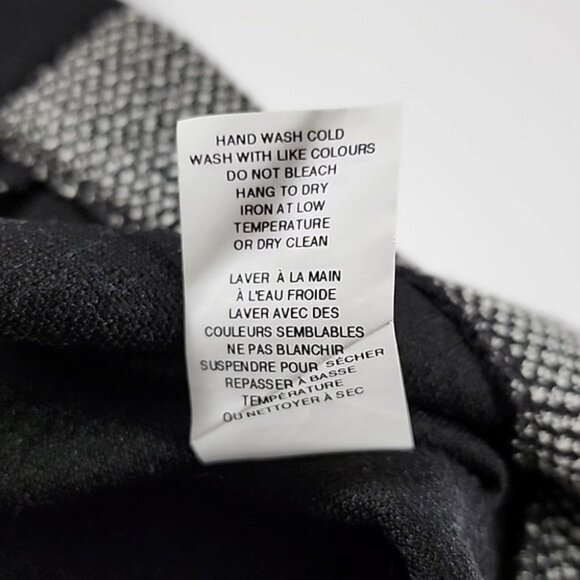 HAND WASH COLD
WASH WITH LIKE COLOURS
DO NOT BLEACH
HANG TO DRY
IRON AT LOW
TEMPERATURE
OR DRY CLEAN
LAVER À LA MAIN
À L'EAU FROIDE
LAVER AVEC DES
COULEURS SEMBLABLES
NE PAS BLANCHIR
SUSPENDRE POUR SÉCHER
REPASSER À BASSE
TEMPÉRATURE
OU NETTOYER À SEC